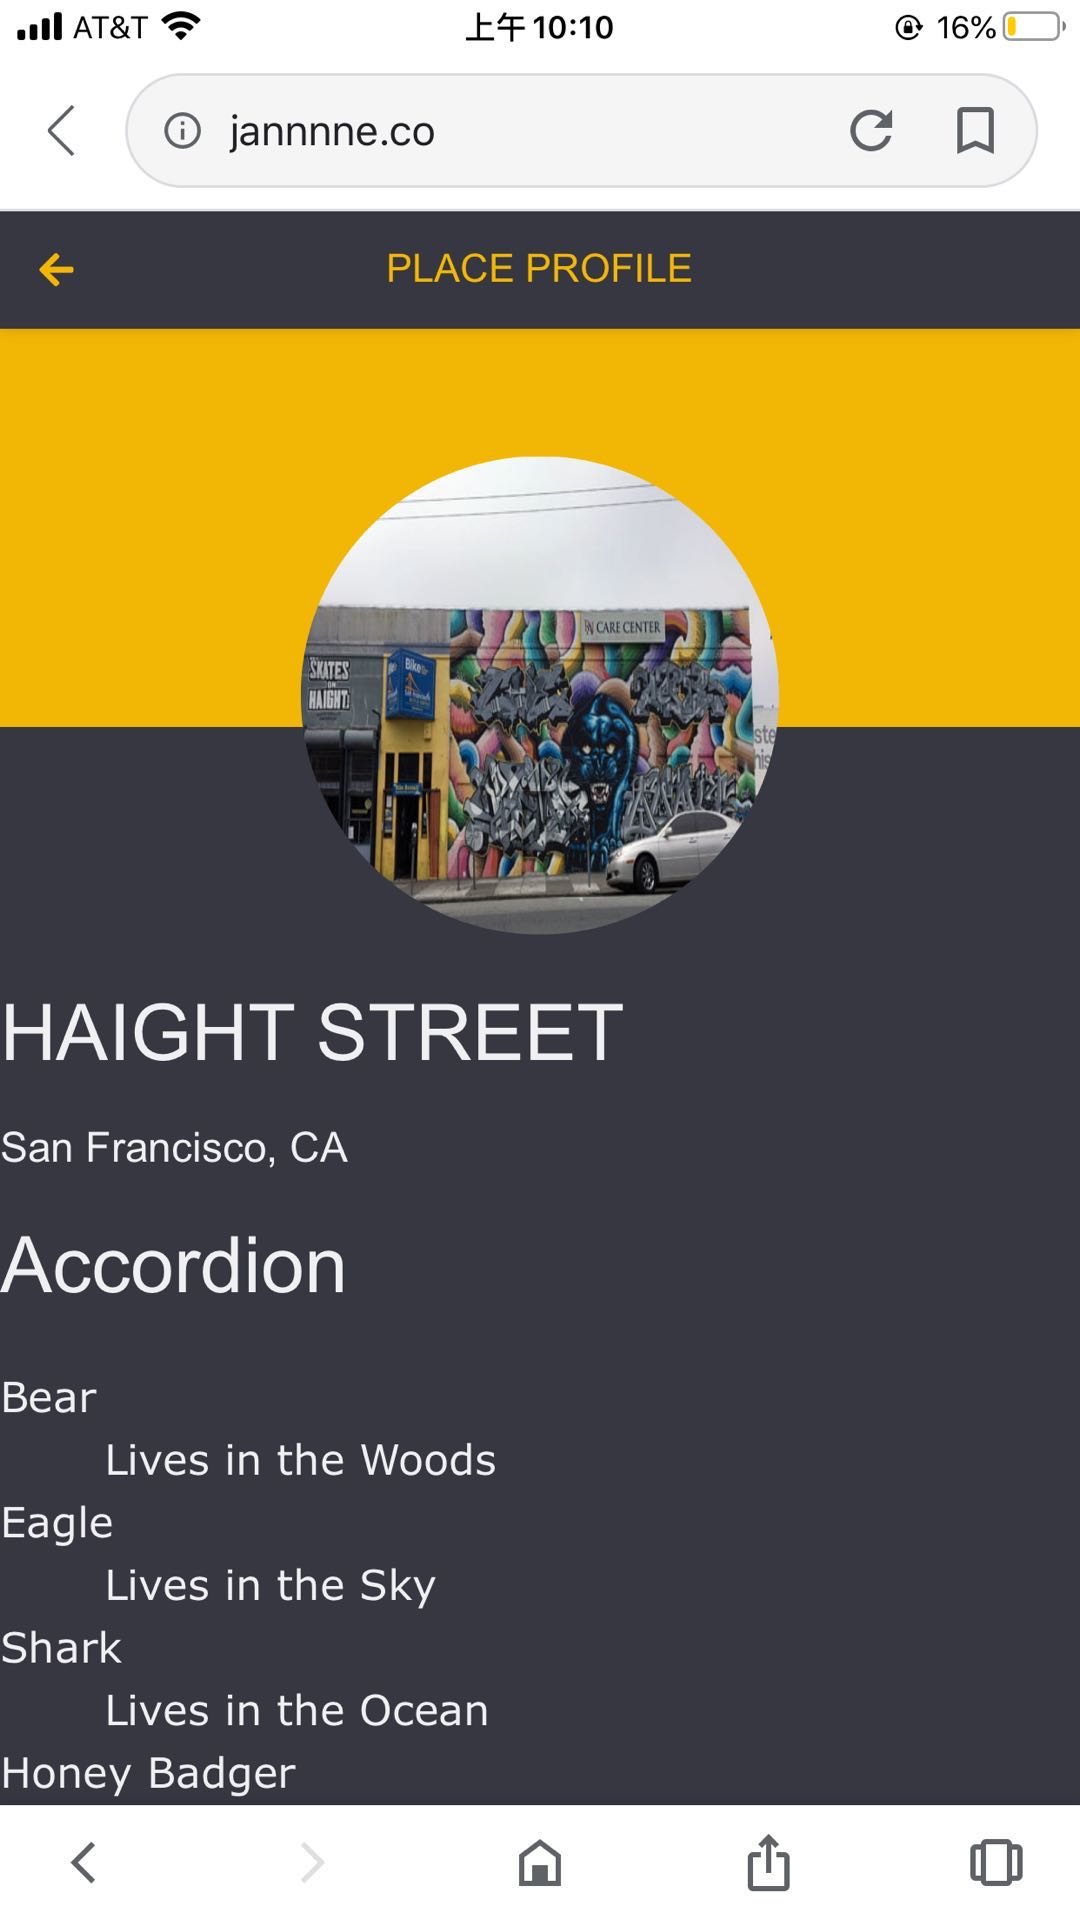 AT&T 上午10:10 16%
jannnne.co
PLACE PROFILE
CARE CENTER
SKATES
ON
HAIGHT
Bike
HAIGHT STREET
San Francisco, CA
Accordion
Bear
Lives in the Woods
Eagle
Lives in the Sky
Shark
Lives in the Ocean
Honey Badger